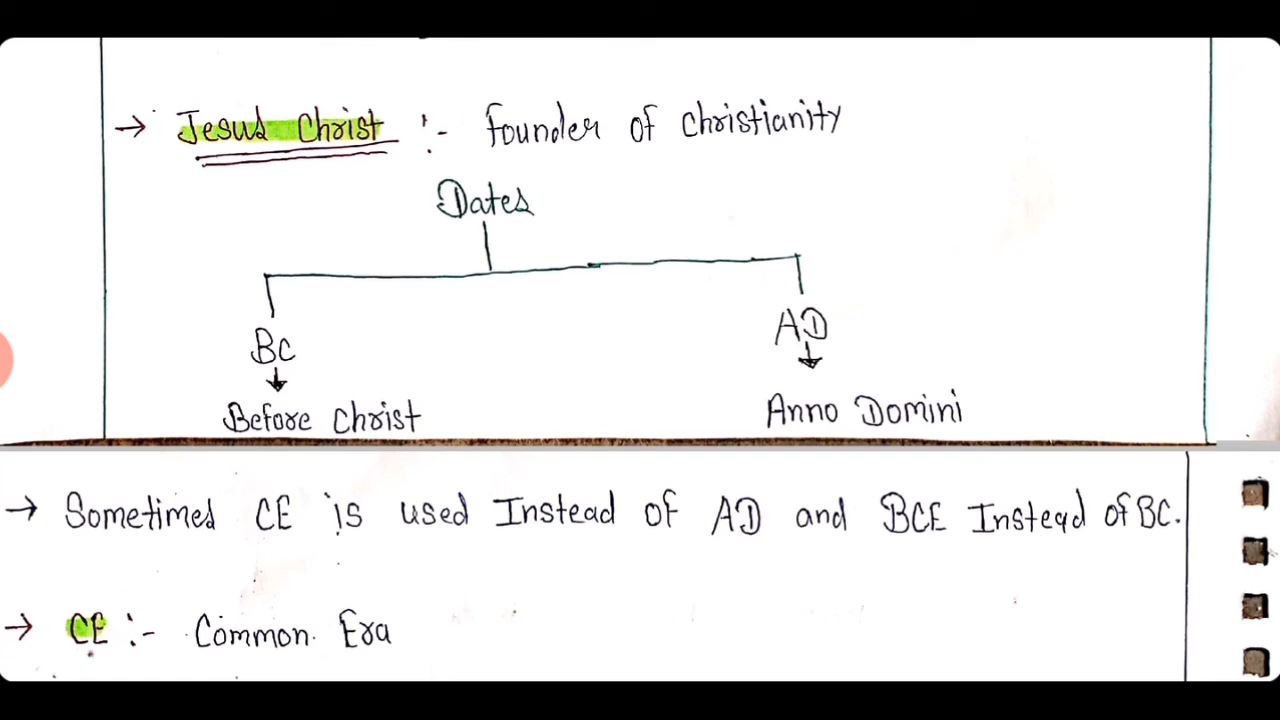 → Jesus Christ :- founder of christianity
Dates
BC AD
Before Christ Anno Domini
→ Sometimes CE is used Instead of AD and BCE Instead of BC.
→ CE :- Common Era